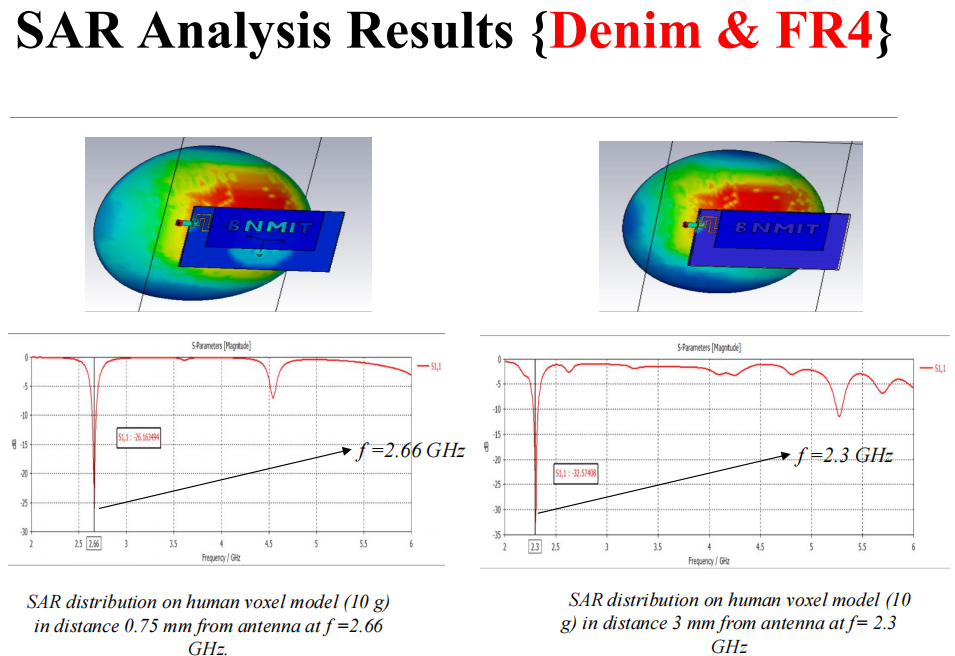 SAR Analysis Results {Denim & FR4}
BNMIT
BNMIT
S-Parameters [Magnitude]
0
-5
-10
-15
-20
-25
-30
dB
S1,1
S1,1 : -26.163494
f =2.66 GHz
2
2.5
2.66
3
3.5
4
4.5
5
5.5
6
Frequency / GHz
S-Parameters [Magnitude]
0
-5
-10
-15
-20
-25
-30
-35
dB
S1,1
S1,1 : -32.57408
f =2.3 GHz
2
2.3
2.5
3
3.5
4
4.5
5
5.5
6
Frequency / GHz
SAR distribution on human voxel model (10 g)
in distance 0.75 mm from antenna at f =2.66
GHz.
SAR distribution on human voxel model (10
g) in distance 3 mm from antenna at f= 2.3
GHz